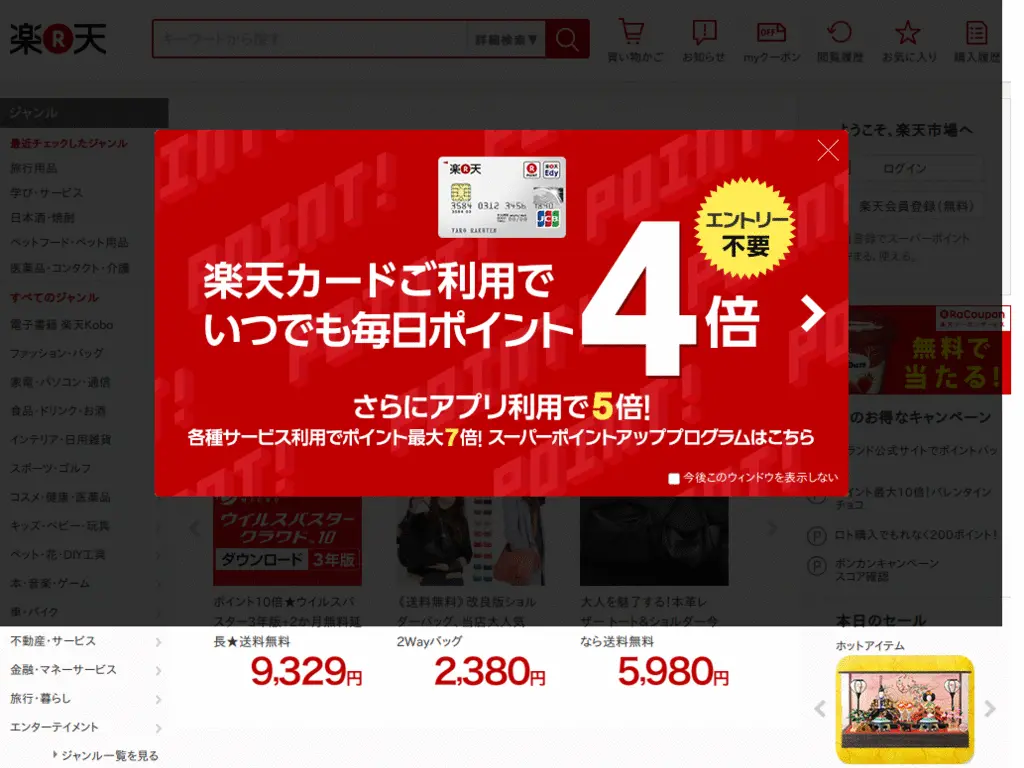 楽R天
キーワードから探す
詳細検索▼
買い物かご
お知らせ
OFF
myクーポン
閲覧履歴
お気に入り
購入履歴
ジャンル
最近チェックしたジャンル
旅行用品
学び・サービス
日本酒・焼酎
ペットフード・ペット用品
医薬品・コンタクト・介護
すべてのジャンル
電子書籍 楽天Kobo
ファッション・バッグ
家電・パソコン・通信
食品・ドリンク・お酒
インテリア・日用雑貨
スポーツ・ゴルフ
コスメ・健康・医薬品
キッズ・ベビー・玩具
ペット・花・DIY工具
本・音楽・ゲーム
車・バイク
不動産・サービス
金融・マネーサービス
旅行・暮らし
エンターテイメント
ジャンル一覧を見る
POINT!
楽R天
Edy
3584 0312 3456
TARO RAKUTEN
JCB
エントリー
不要
楽天カードご利用で
いつでも毎日ポイント4倍
さらにアプリ利用で5倍!
各種サービス利用でポイント最大7倍! スーパーポイントアッププログラムはこちら
今後このウィンドウを表示しない
ウイルスバスター
クラウド10
ダウンロード 3年版
ポイント10倍★ウイルスバ
スター3年版+2か月無料延
長★送料無料
9,329円
《送料無料》改良版ショル
ダーバッグ、当店大人気
2Wayバッグ
2,380円
大人を魅了する!本革レ
ザー トート&ショルダー今
なら送料無料
5,980円
ようこそ、楽天市場へ
ログイン
楽天会員登録(無料)
登録でスーパーポイント
まる、使える。
RaCoupon
無料で
当たる!
のお得なキャンペーン
ランド公式サイトでポイントバッ
イント最大10倍!バレンタイン
チョコ
ロト購入でもれなく200ポイント!
ボンカンキャンペーン
スコア確認
本日のセール
ホットアイテム